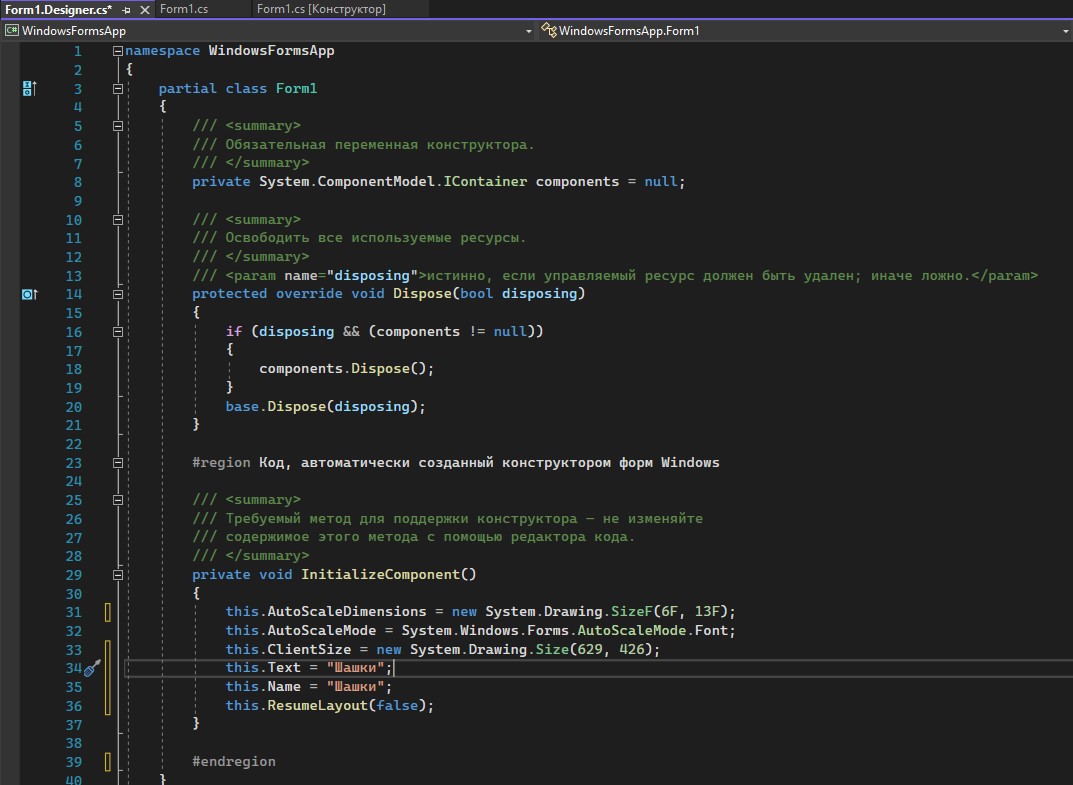 Form1.Designer.cs*
Form1.cs
Form1.cs [Конструктор]
C# WindowsFormsApp
WindowsFormsApp.Form1
1 namespace WindowsFormsApp
2 {
3 partial class Form1
4 {
5 /// <summary>
6 /// Обязательная переменная конструктора.
7 /// </summary>
8 private System.ComponentModel.IContainer components = null;
9
10 /// <summary>
11 /// Освободить все используемые ресурсы.
12 /// </summary>
13 /// <param name="disposing">истинно, если управляемый ресурс должен быть удален; иначе ложно.</param>
14 protected override void Dispose(bool disposing)
15 {
16 if (disposing && (components != null))
17 {
18 components.Dispose();
19 }
20 base.Dispose(disposing);
21 }
22
23 #region Код, автоматически созданный конструктором форм Windows
24
25 /// <summary>
26 /// Требуемый метод для поддержки конструктора — не изменяйте
27 /// содержимое этого метода с помощью редактора кода.
28 /// </summary>
29 private void InitializeComponent()
30 {
31 this.AutoScaleDimensions = new System.Drawing.SizeF(6F, 13F);
32 this.AutoScaleMode = System.Windows.Forms.AutoScaleMode.Font;
33 this.ClientSize = new System.Drawing.Size(629, 426);
34 this.Text = "Шашки";
35 this.Name = "Шашки";
36 this.ResumeLayout(false);
37 }
38
39 #endregion
40 }